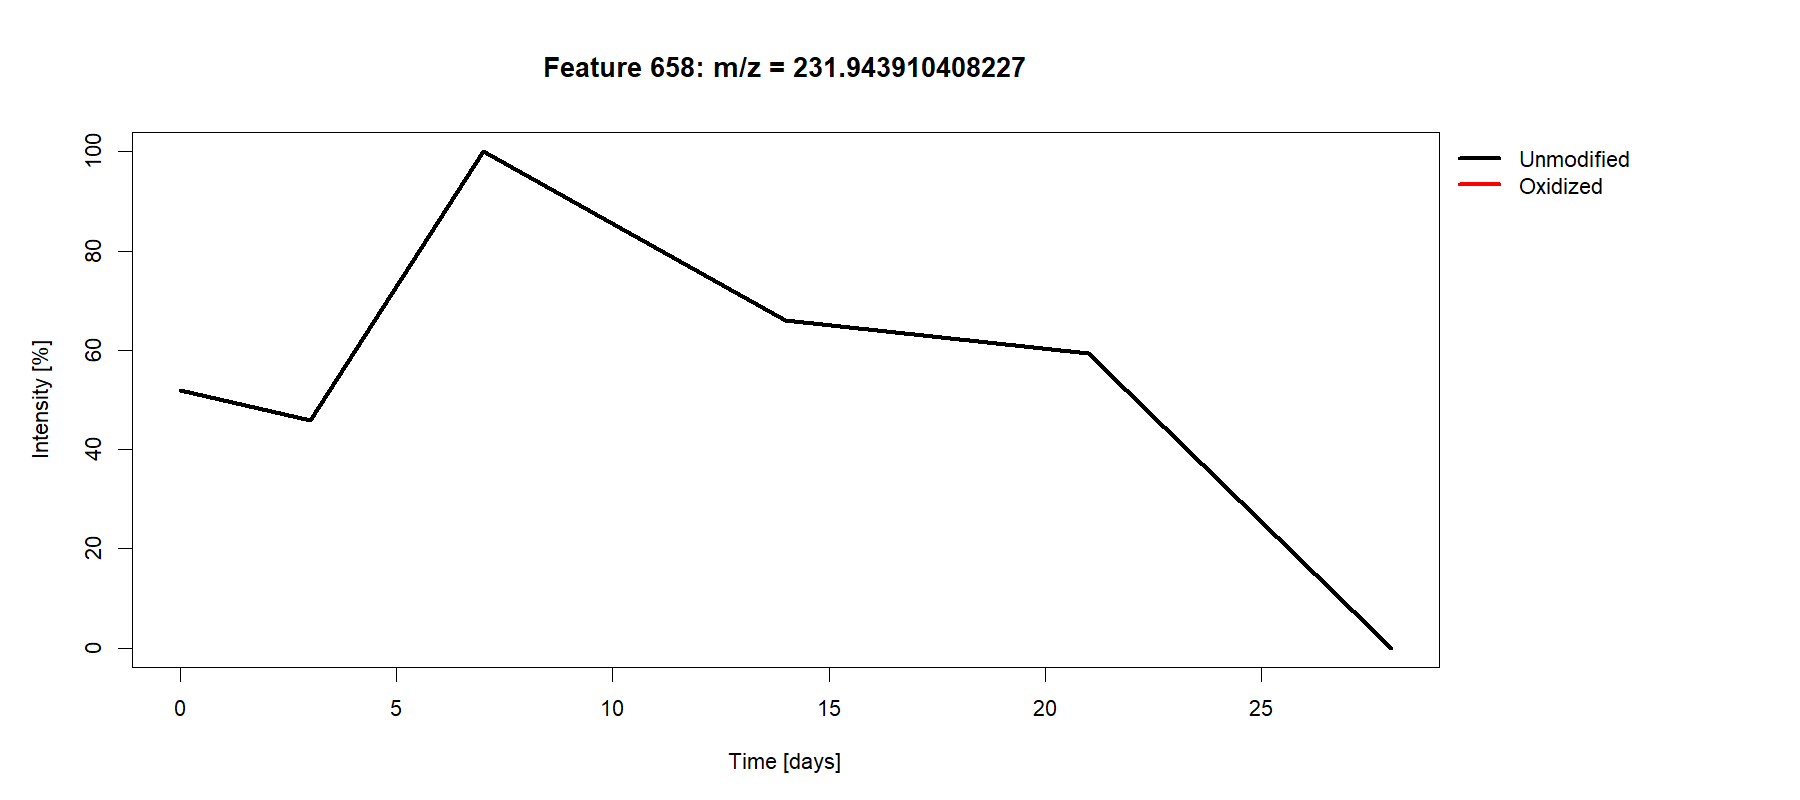 Feature 658: m/z = 231.943910408227
100
80
60
40
20
0
Intensity [%]
0 5 10 15 20 25
Time [days]
Unmodified
Oxidized